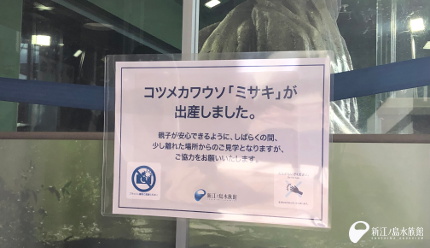 コツメカワウソ「ミサキ」が
出産しました。
親子が安心できるように、しばらくの間、
少し離れた場所からのご見学となりますが、
ご協力をお願いいたします。
新江ノ島水族館
新江ノ島水族館
ENOSHIMA AQUARIUM